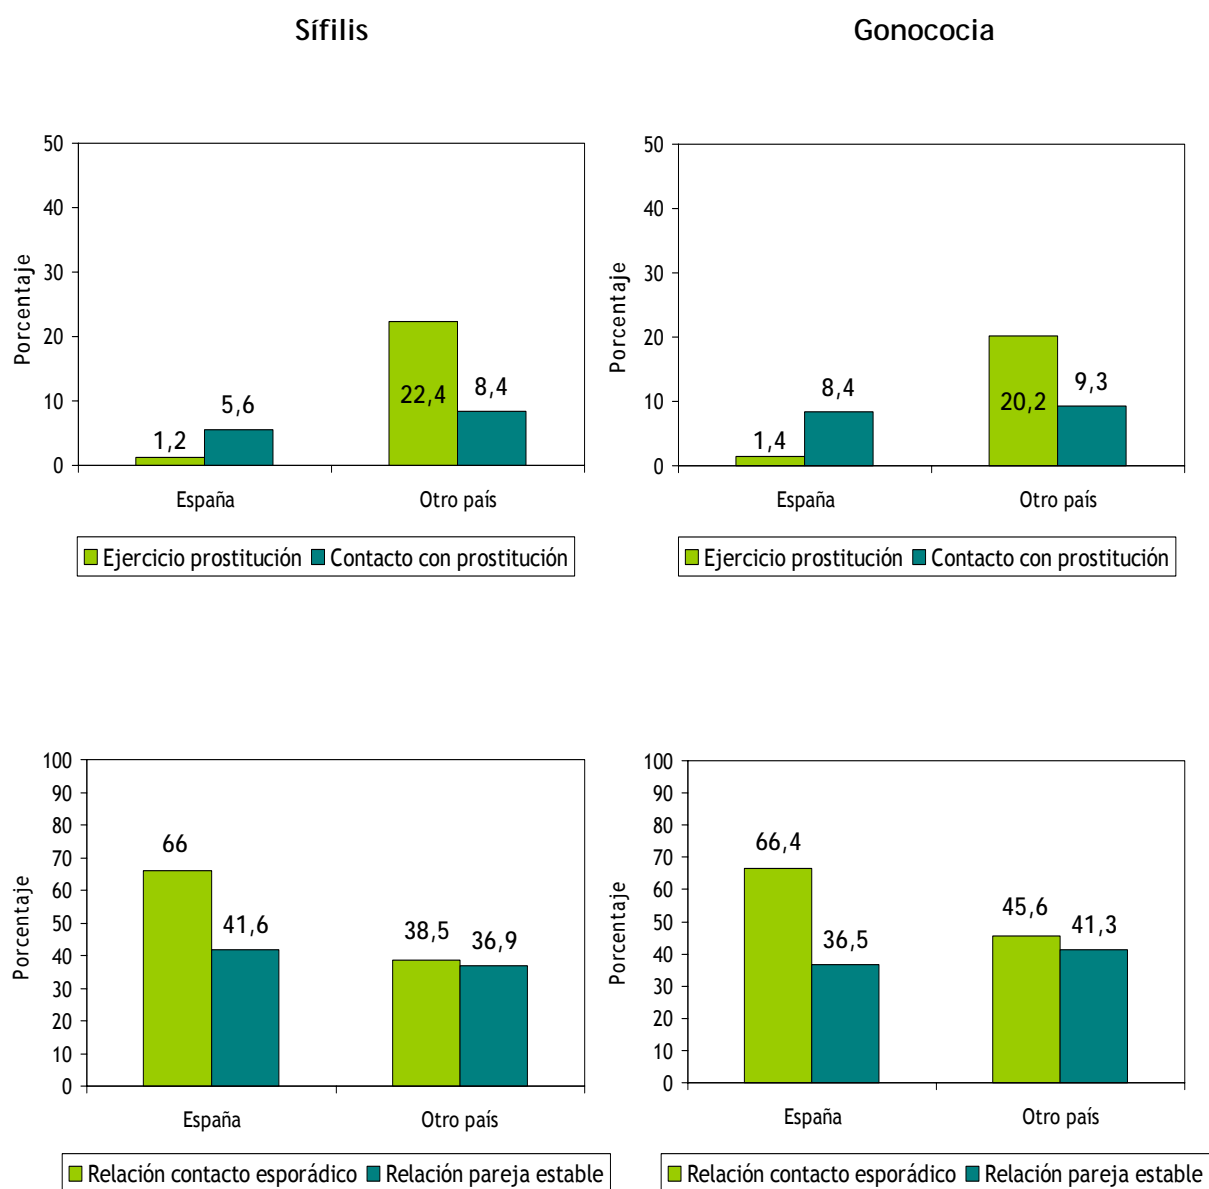 Sífilis
Gonococia
50
40
30
20
10
0
Porcentaje
1,2
5,6
22,4
8,4
España
Otro país
Ejercicio prostitución Contacto con prostitución
50
40
30
20
10
0
Porcentaje
1,4
8,4
20,2
9,3
España
Otro país
Ejercicio prostitución Contacto con prostitución
100
90
80
70
60
50
40
30
20
10
0
Porcentaje
66
41,6
38,5
36,9
España
Otro país
Relación contacto esporádico Relación pareja estable
100
90
80
70
60
50
40
30
20
10
0
Porcentaje
66,4
36,5
45,6
41,3
España
Otro país
Relación contacto esporádico Relación pareja estable